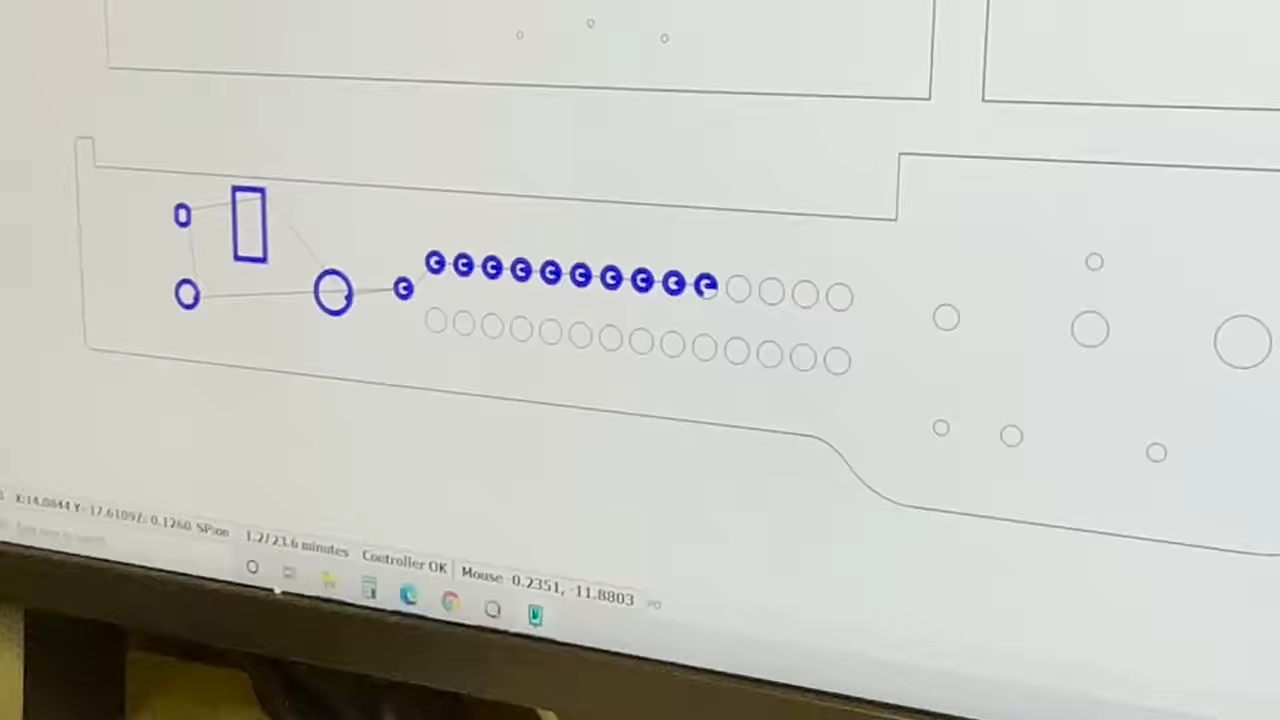 X:14.0844 Y:-17.6109Z: 0.1260 SP:on 1.2/23.6 minutes Controller OK Mouse 0.2351, -11.8803